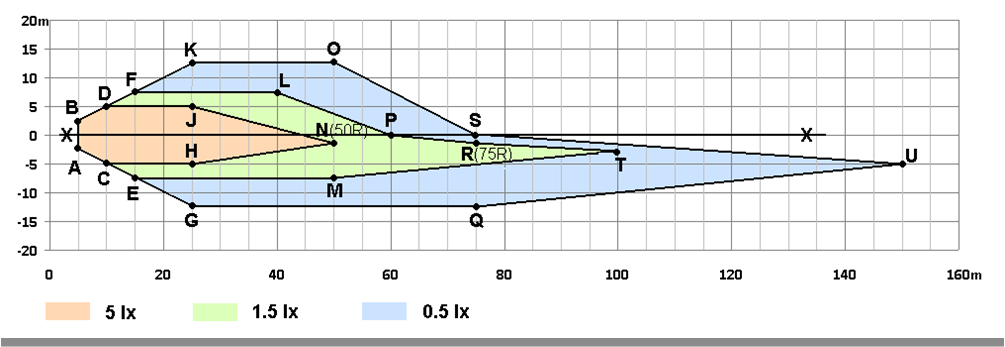 20m
K
O
15
F
L
10
D
B
5
J
N(50R)
P
S
0
X
X
-5
A
C
H
R(75R)
T
U
-10
E
M
-15
G
Q
-20
0 20 40 60 80 100 120 140 160m
5 lx 1.5 lx 0.5 lx